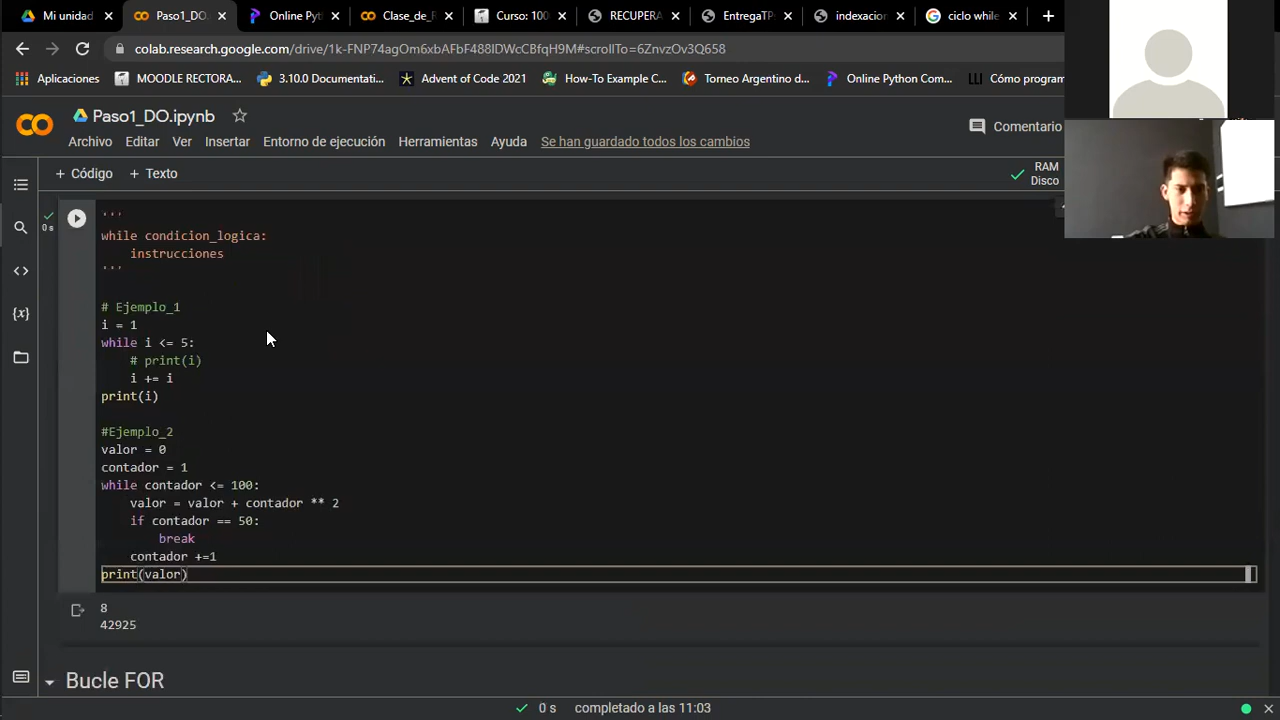 Mi unidad
Paso1_DO.
Online Pyt
Clase_de_F
Curso: 100
RECUPERA
EntregaTP
indexacior
ciclo while
colab.research.google.com/drive/1k-FNP74agOm6xbAFbF488IDWcCBfqH9M#scrollTo=6ZnvzOv3Q658
Aplicaciones
MOODLE RECTORA...
3.10.0 Documentati...
Advent of Code 2021
How-To Example C...
Torneo Argentino d...
Online Python Com...
Cómo program
Paso1_DO.ipynb
Comentario
Archivo Editar Ver Insertar Entorno de ejecución Herramientas Ayuda Se han guardado todos los cambios
+ Código + Texto
RAM
Disco
0 s
'''
while condicion_logica:
instrucciones
'''
# Ejemplo_1
i = 1
while i <= 5:
# print(i)
i += i
print(i)
#Ejemplo_2
valor = 0
contador = 1
while contador <= 100:
valor = valor + contador ** 2
if contador == 50:
break
contador +=1
print(valor)
8
42925
Bucle FOR
0 s completado a las 11:03